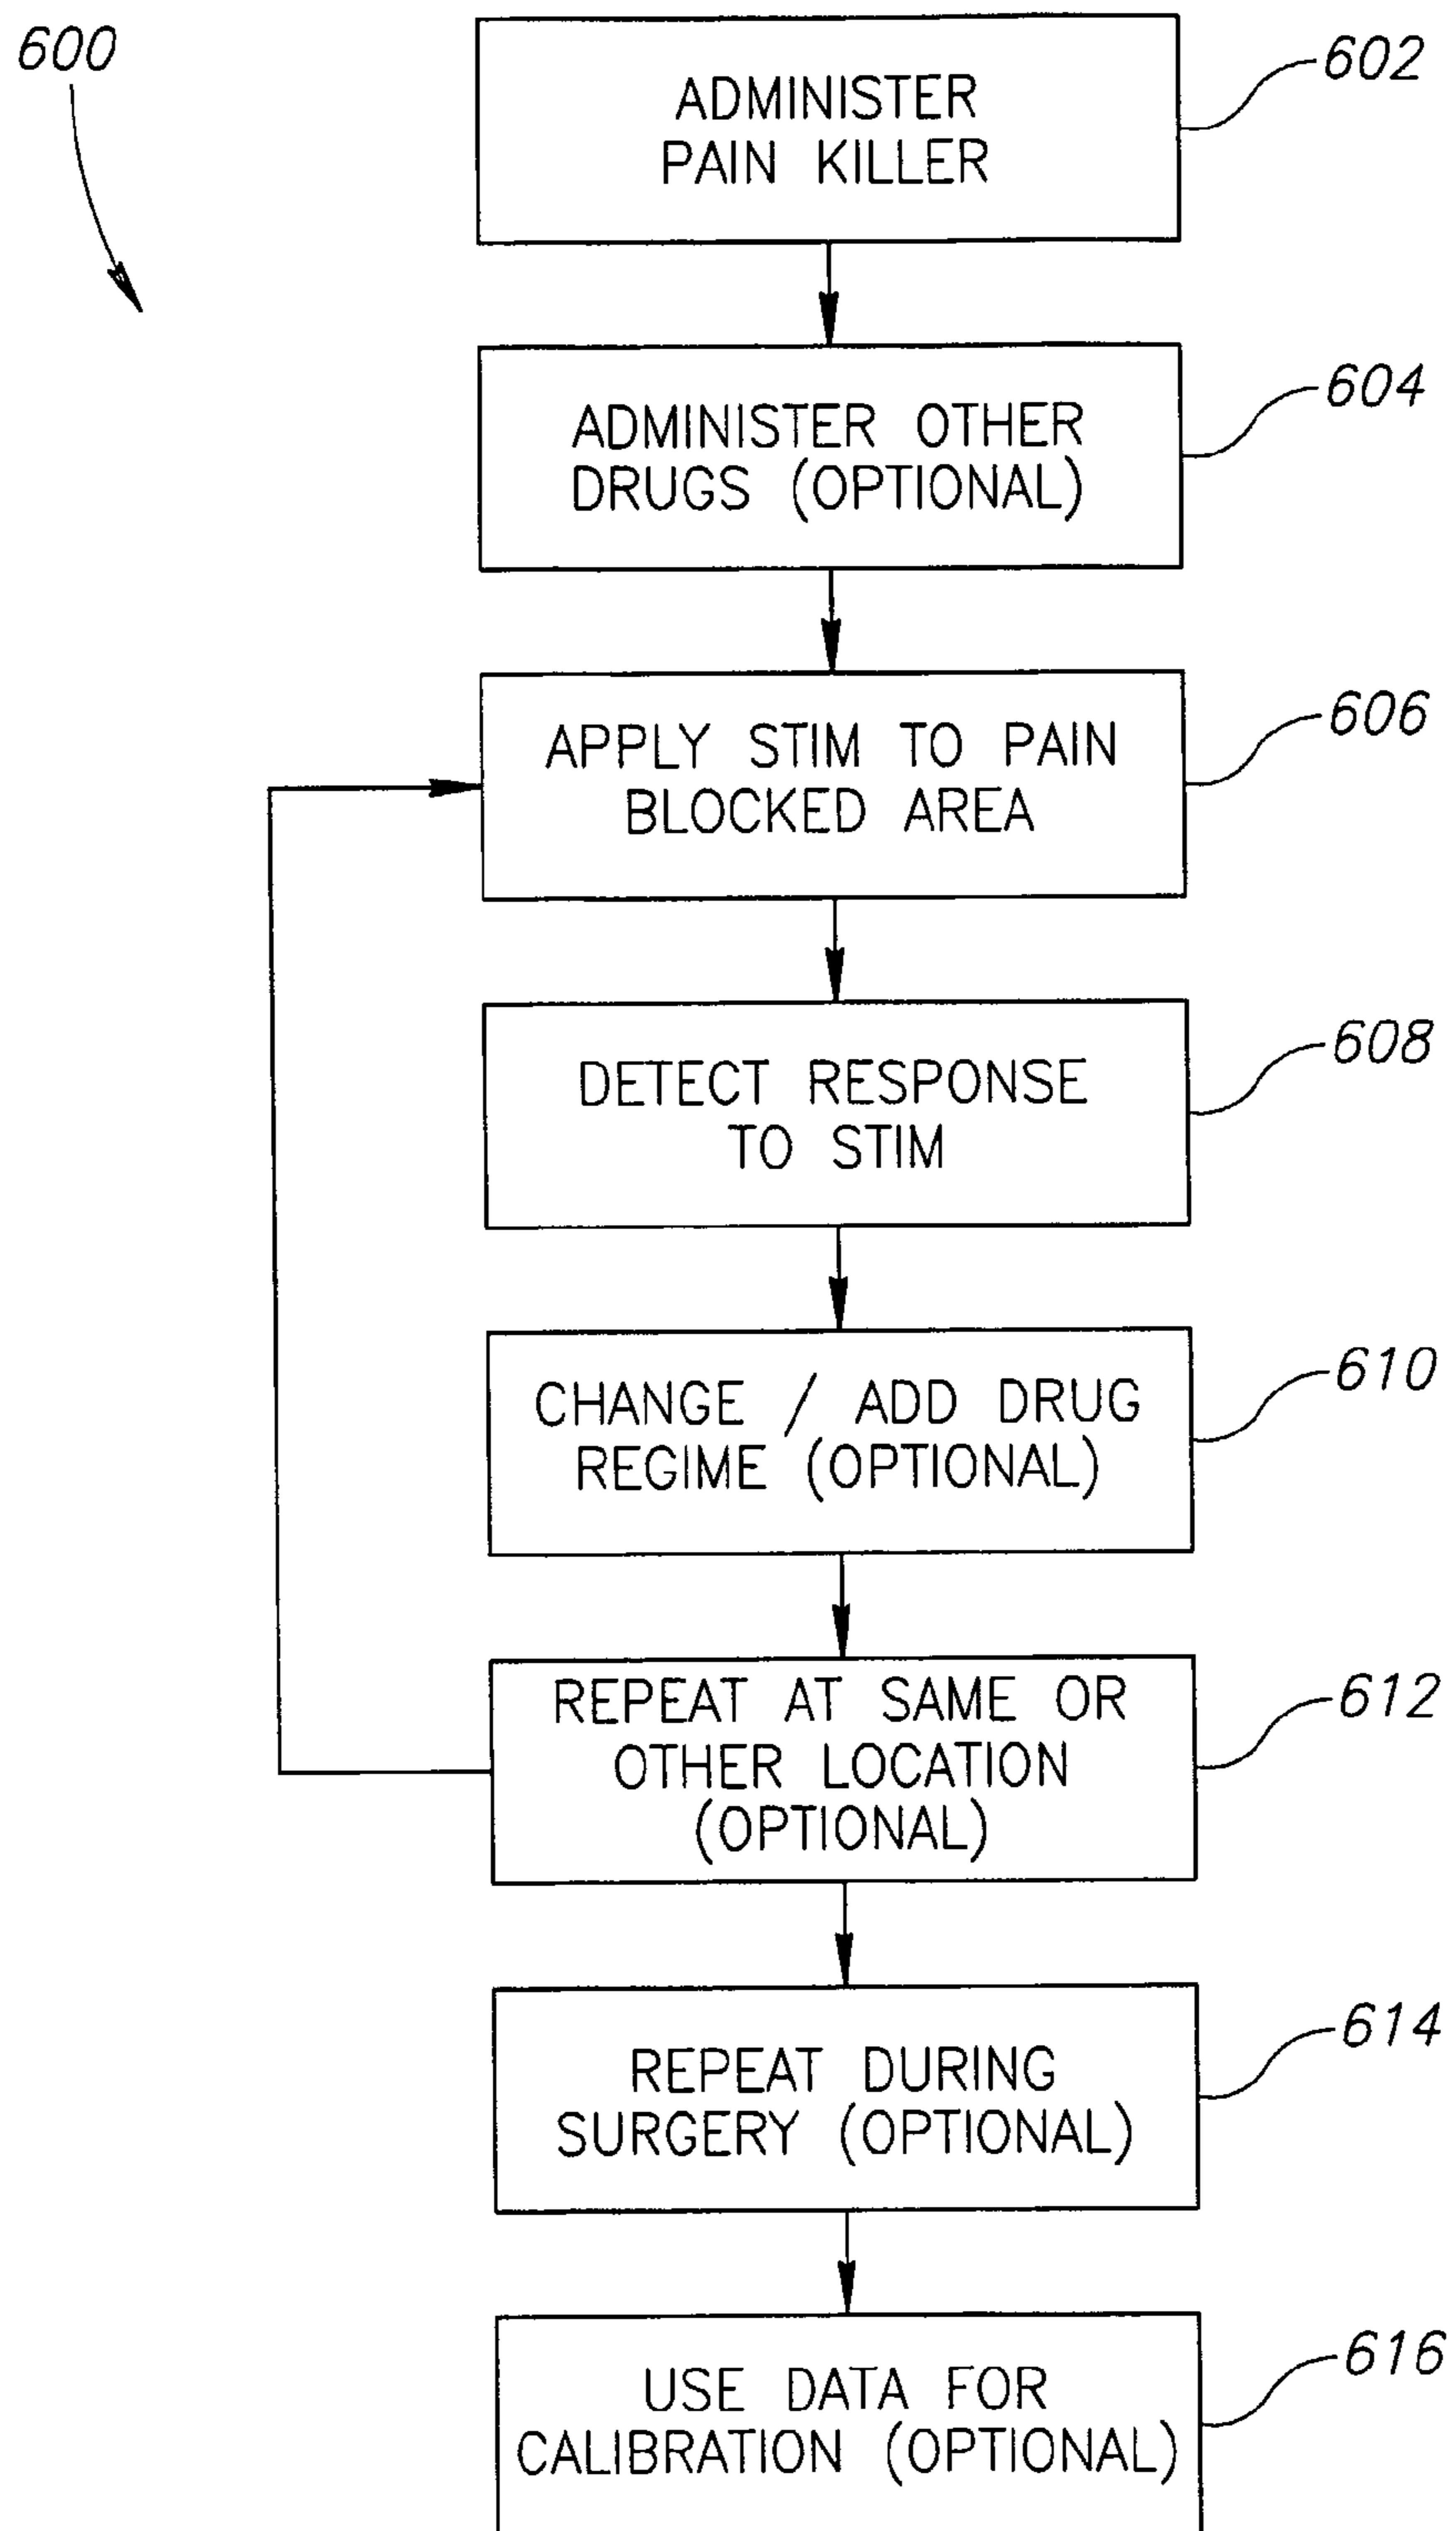 600
602
ADMINISTER
PAIN KILLER
604
ADMINISTER OTHER
DRUGS (OPTIONAL)
606
APPLY STIM TO PAIN
BLOCKED AREA
608
DETECT RESPONSE
TO STIM
610
CHANGE / ADD DRUG
REGIME (OPTIONAL)
612
REPEAT AT SAME OR
OTHER LOCATION
(OPTIONAL)
614
REPEAT DURING
SURGERY (OPTIONAL)
616
USE DATA FOR
CALIBRATION (OPTIONAL)